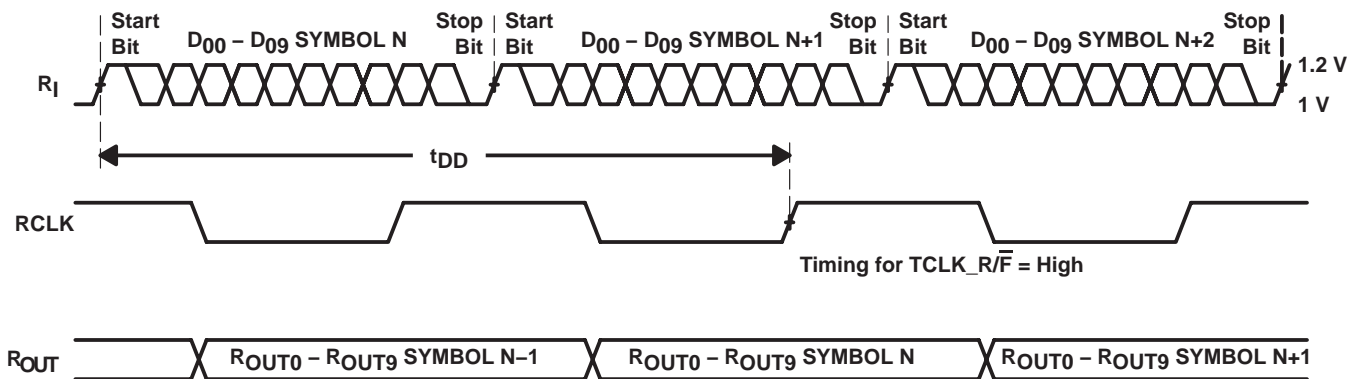 Start Bit D00 – D09 SYMBOL N Stop Bit
Start Bit D00 – D09 SYMBOL N+1 Stop Bit
Start Bit D00 – D09 SYMBOL N+2 Stop Bit
1.2 V
RI
1 V
tDD
RCLK
Timing for TCLK_R/F̅ = High
ROUT
ROUT0 – ROUT9 SYMBOL N–1
ROUT0 – ROUT9 SYMBOL N
ROUT0 – ROUT9 SYMBOL N+1